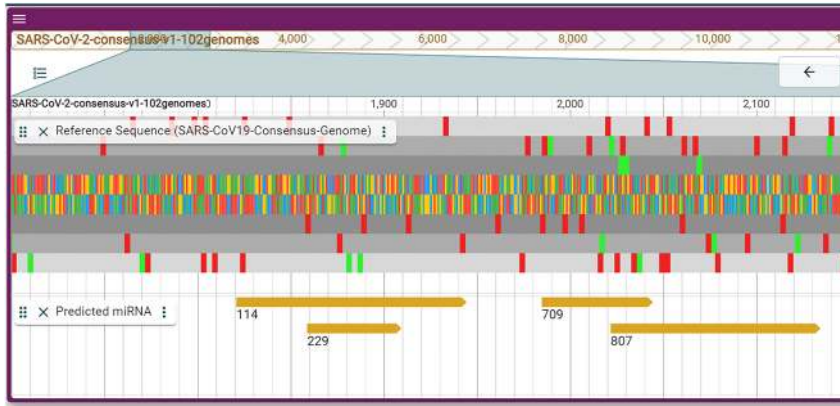 SARS-CoV-2-consensus-v1-102genomes
4,000 6,000 8,000 10,000
SARS-CoV-2-consensus-v1-102genomes
1,900 2,000 2,100
Reference Sequence (SARS-CoV19-Consensus-Genome)
Predicted miRNA
114 709
229 807